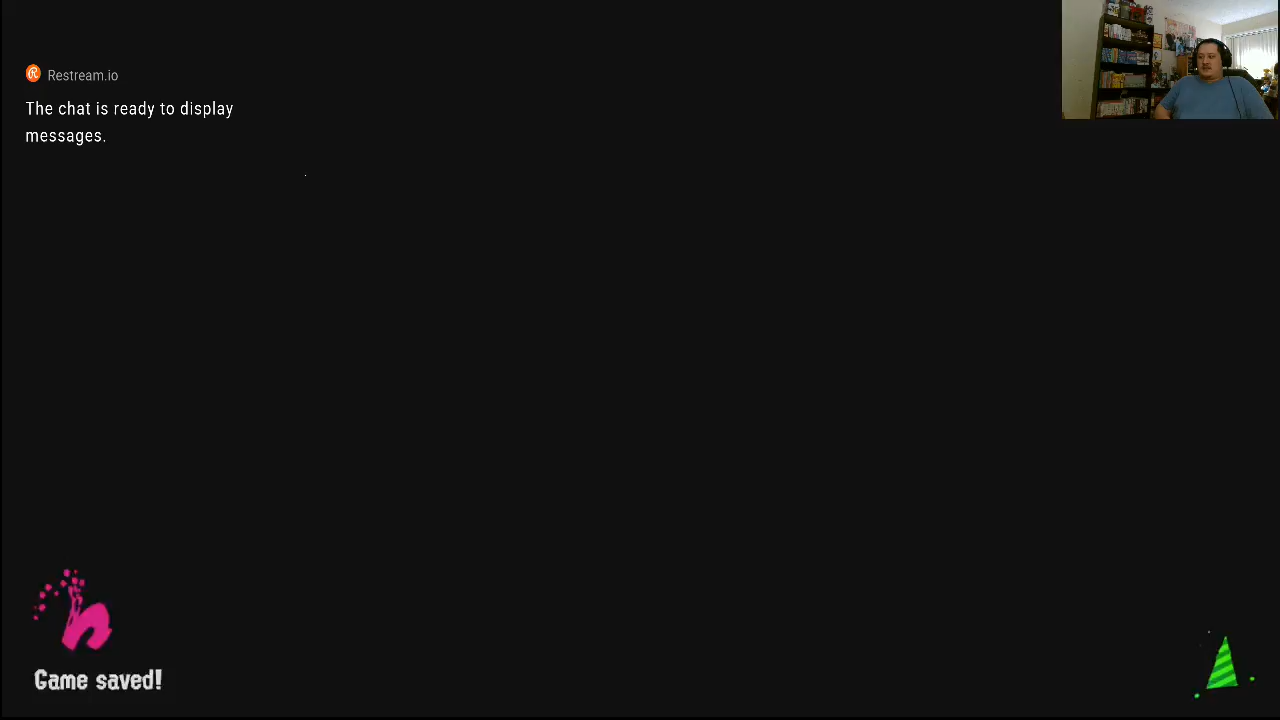 Restream.io
The chat is ready to display
messages.
Game saved!